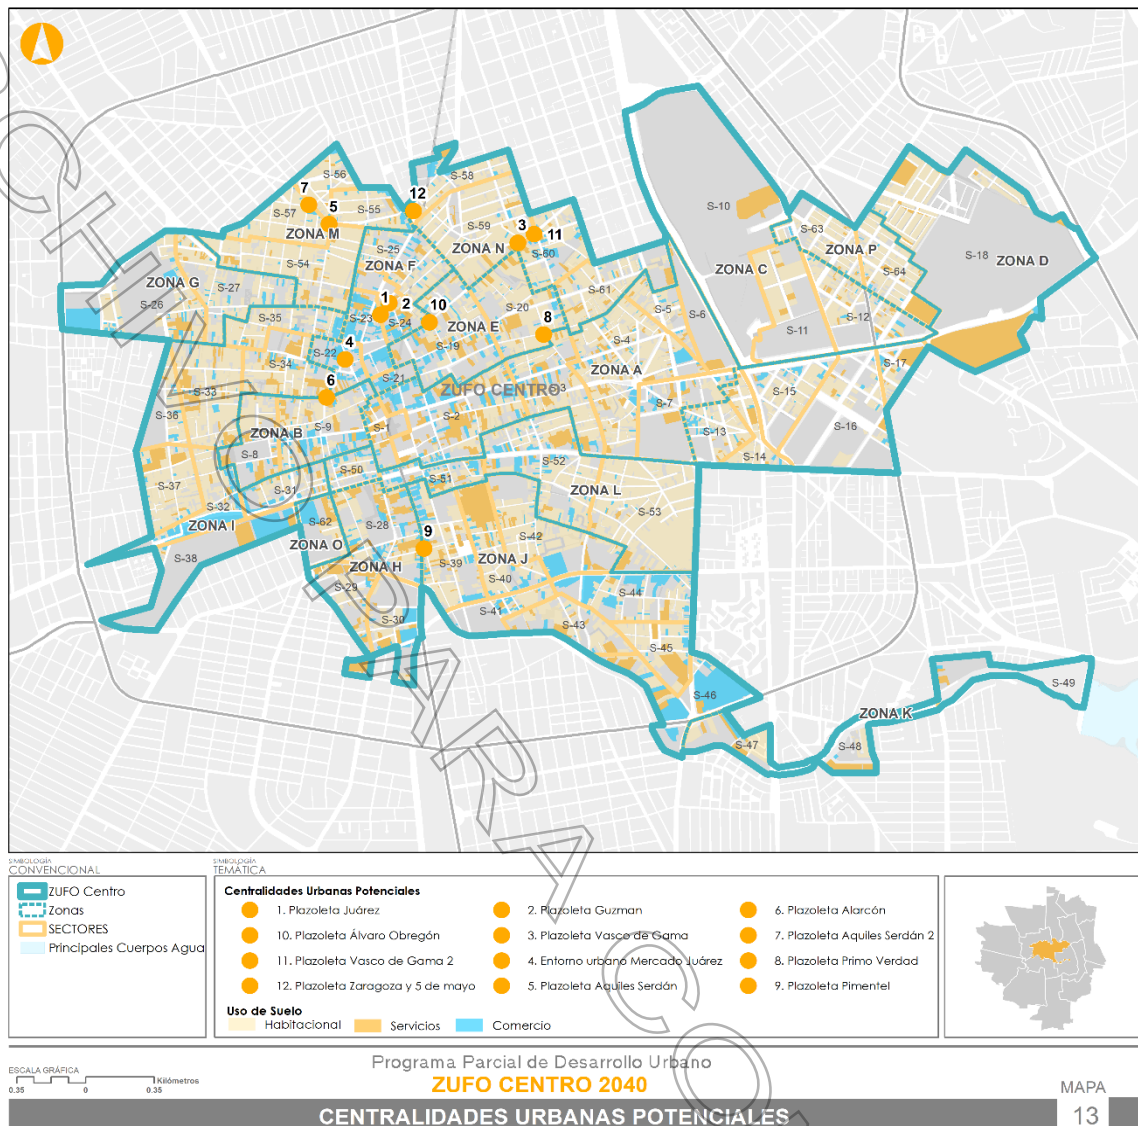 S-56
S-58
7
12
5
S-57
S-55
S-10
3
11
S-59
ZONA M
S-63
S-25
ZONA N
S-60
ZONA P
S-18
ZONA D
S-54
ZONA F
ZONA C
S-64
ZONA G
S-27
S-61
S-26
1
2
S-20
S-5
S-6
S-12
S-35
S-23
S-24
10
ZONA E
8
S-11
4
S-19
S-4
S-22
S-34
S-17
ZONA A
S-21
6
ZUFO CENTRO
S-33
S-15
S-36
S-9
S-1
S-2
S-7
S-16
ZONA B
S-13
S-8
S-14
S-50
S-52
S-37
S-31
S-51
ZONA L
S-32
S-53
ZONA I
S-62
S-28
9
S-42
ZONA O
S-38
ZONA H
S-39
ZONA J
S-29
S-40
S-44
S-41
S-30
S-43
S-45
S-46
S-49
ZONA K
S-47
S-48
PROHIBIDA
SIMBOLOGÍA
CONVENCIONAL
ZUFO Centro
Zonas
SECTORES
Principales Cuerpos Agua
SIMBOLOGÍA
TEMÁTICA
Centralidades Urbanas Potenciales
1. Plazoleta Juárez
2. Plazoleta Guzman
6. Plazoleta Alarcón
10. Plazoleta Álvaro Obregón
3. Plazoleta Vasco de Gama
7. Plazoleta Aquiles Serdán 2
11. Plazoleta Vasco de Gama 2
4. Entorno urbano Mercado Juárez
8. Plazoleta Primo Verdad
12. Plazoleta Zaragoza y 5 de mayo
5. Plazoleta Aquiles Serdán
9. Plazoleta Pimentel
Uso de Suelo
Habitacional
Servicios
Comercio
ESCALA GRÁFICA
Kilómetros
0.35 0 0.35
Programa Parcial de Desarrollo Urbano
ZUFO CENTRO 2040
CENTRALIDADES URBANAS POTENCIALES
MAPA
13